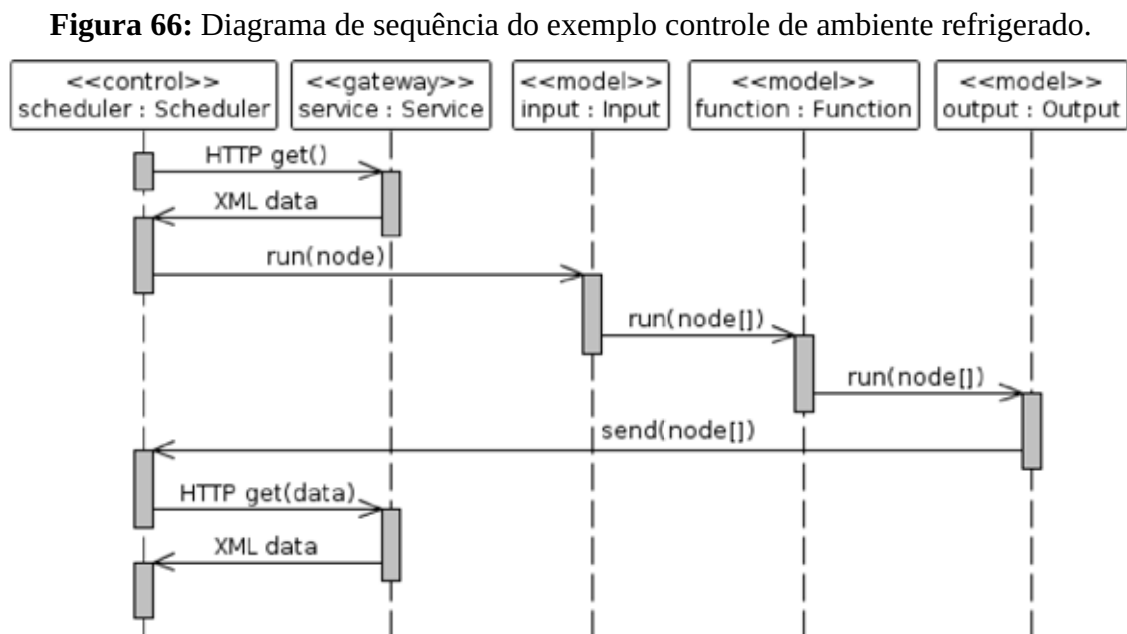 Figura 66: Diagrama de sequência do exemplo controle de ambiente refrigerado.
<<control>>
scheduler : Scheduler
<<gateway>>
service : Service
<<model>>
input : Input
<<model>>
function : Function
<<model>>
output : Output
HTTP get()
XML data
run(node)
run(node[])
run(node[])
send(node[])
HTTP get(data)
XML data